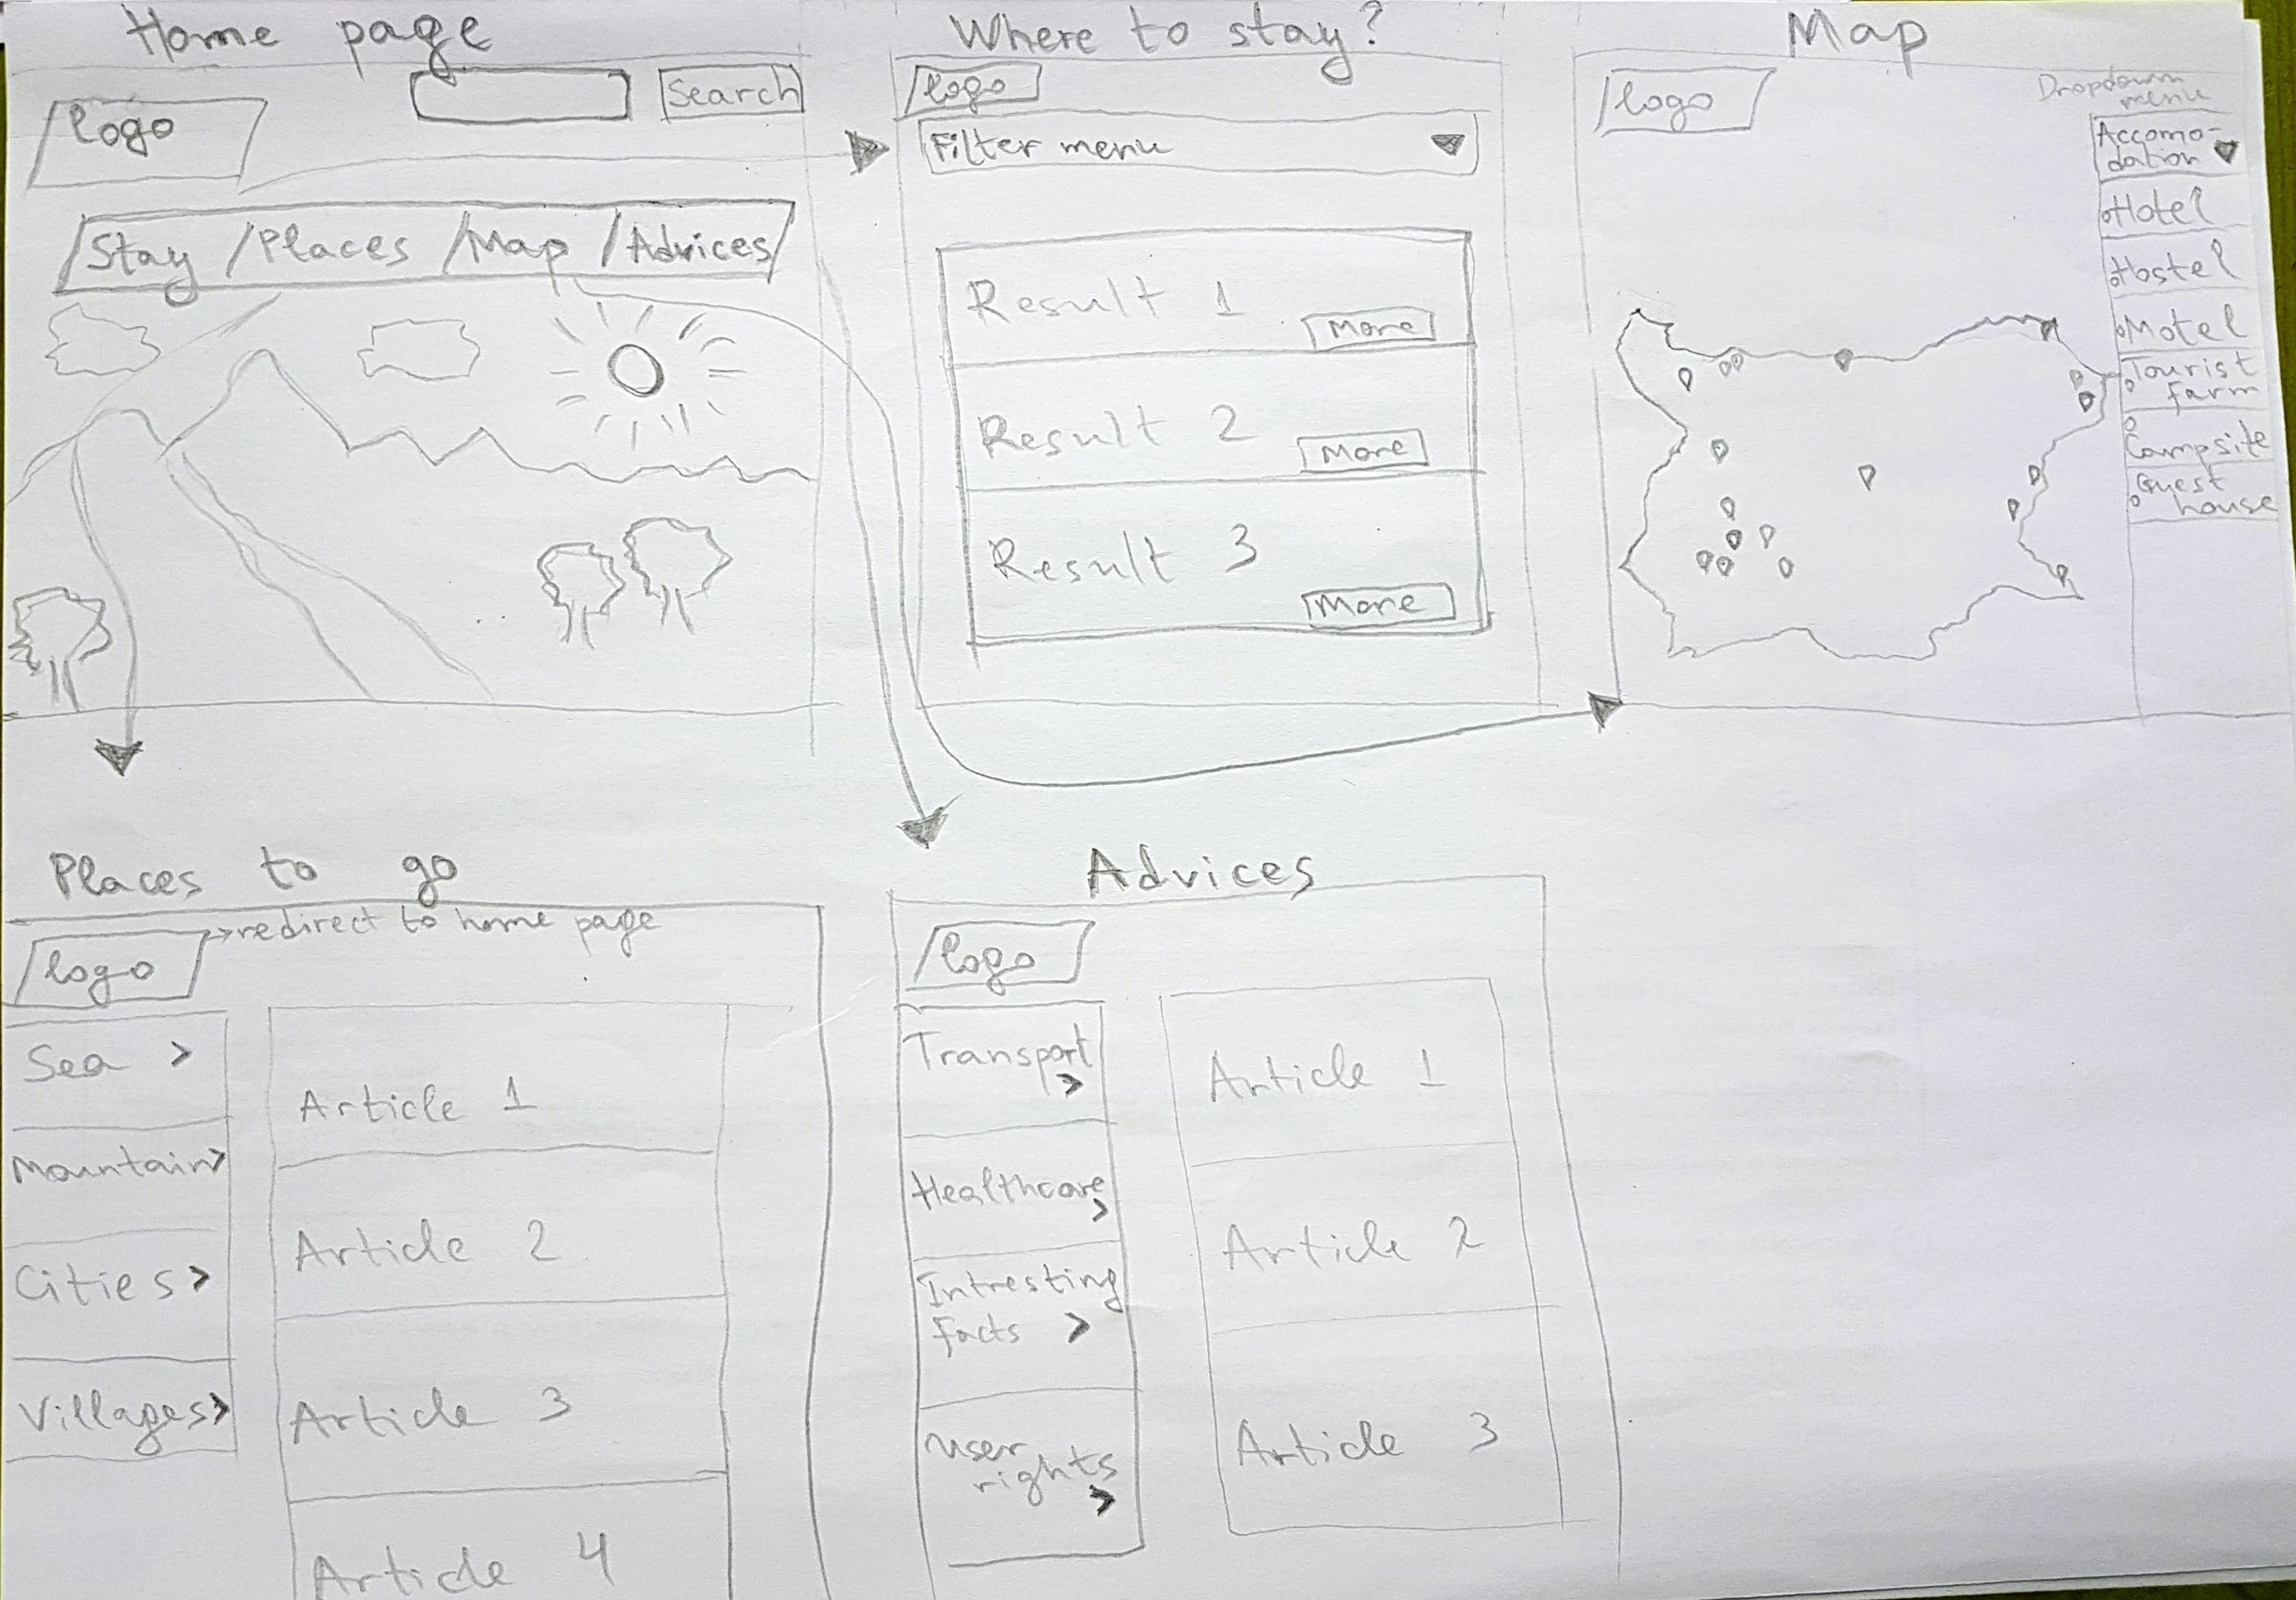 Home page
logo
Search
Stay / Places / Map / Advices
Where to stay?
logo
Filter menu
Result 1
More
Result 2
More
Result 3
More
Map
logo
Dropdown
menu
Accomo-
dation
Hotel
Hostel
Motel
Tourist
farm
Campsite
Guest
house
Places to go
logo
redirect to home page
Sea >
Mountain>
Cities>
Villages>
Article 1
Article 2
Article 3
Article 4
Advices
logo
Transport
>
Healthcare
>
Intresting
Facts >
User
rights
>
Article 1
Article 2
Article 3